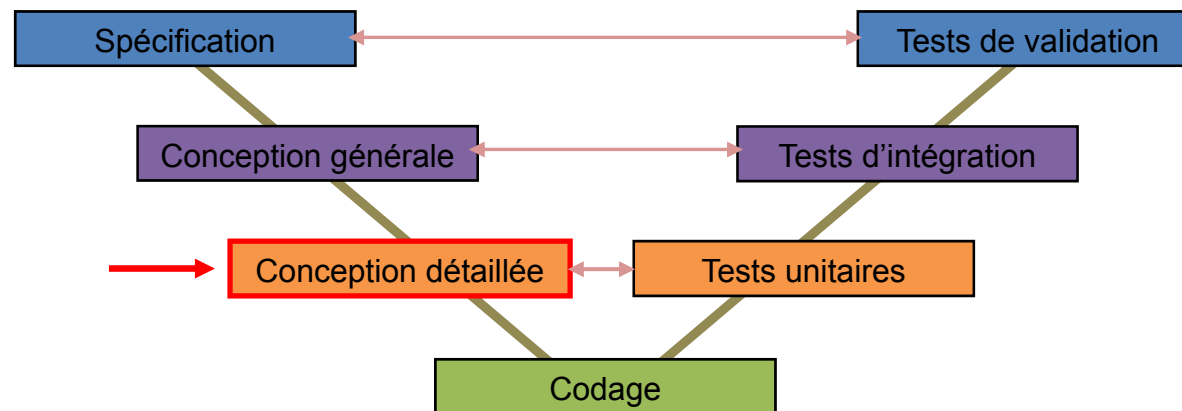 Spécification
Tests de validation
Conception générale
Tests d’intégration
Conception détaillée
Tests unitaires
Codage